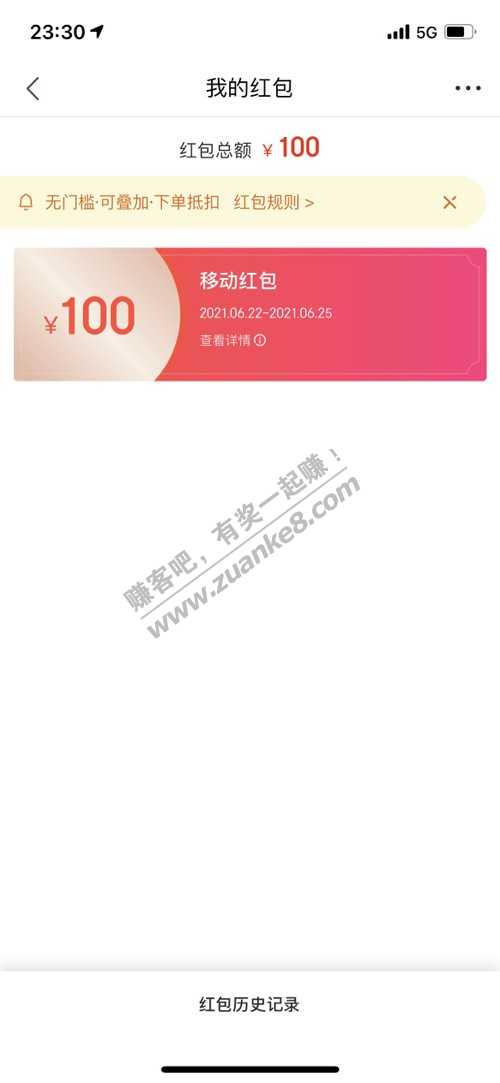 23:30
5G
我的红包
红包总额 ¥ 100
无门槛·可叠加·下单抵扣 红包规则 >
¥100
移动红包
2021.06.22-2021.06.25
查看详情
赚客吧，有奖一起赚！
www.zuanke8.com
红包历史记录